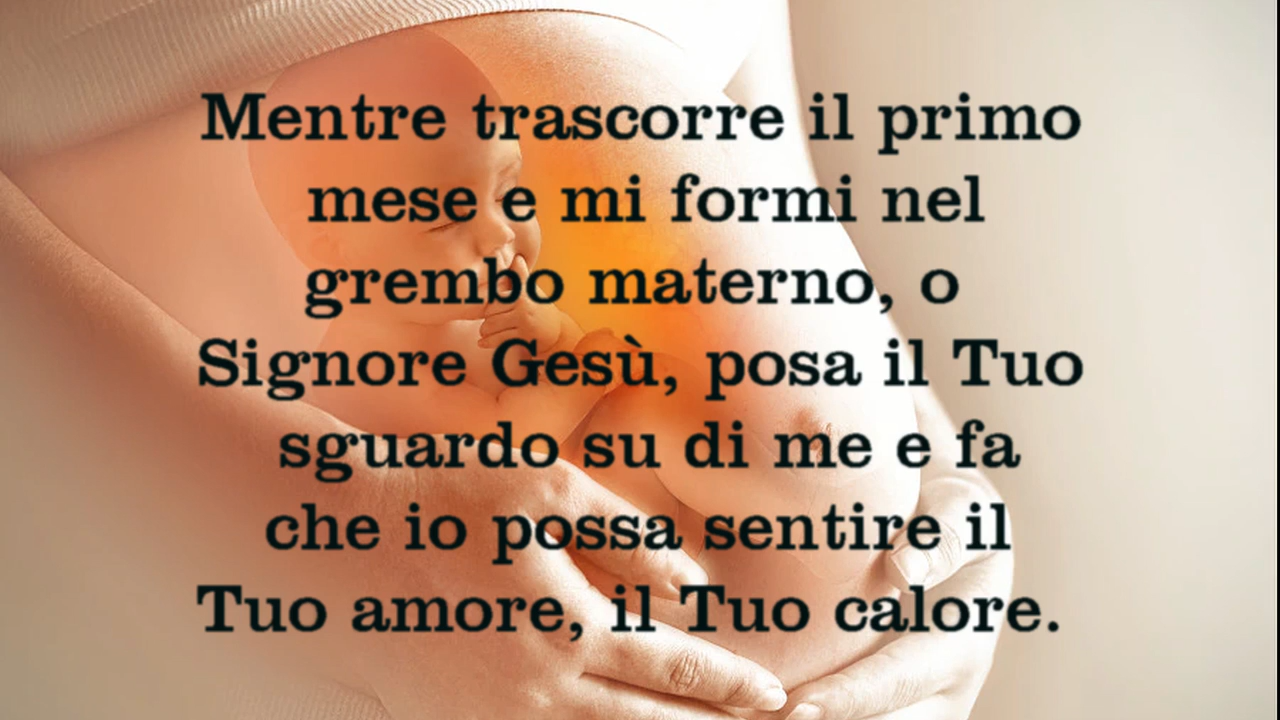 Mentre trascorre il primo
mese e mi formi nel
grembo materno, o
Signore Gesù, posa il Tuo
sguardo su di me e fa
che io possa sentire il
Tuo amore, il Tuo calore.